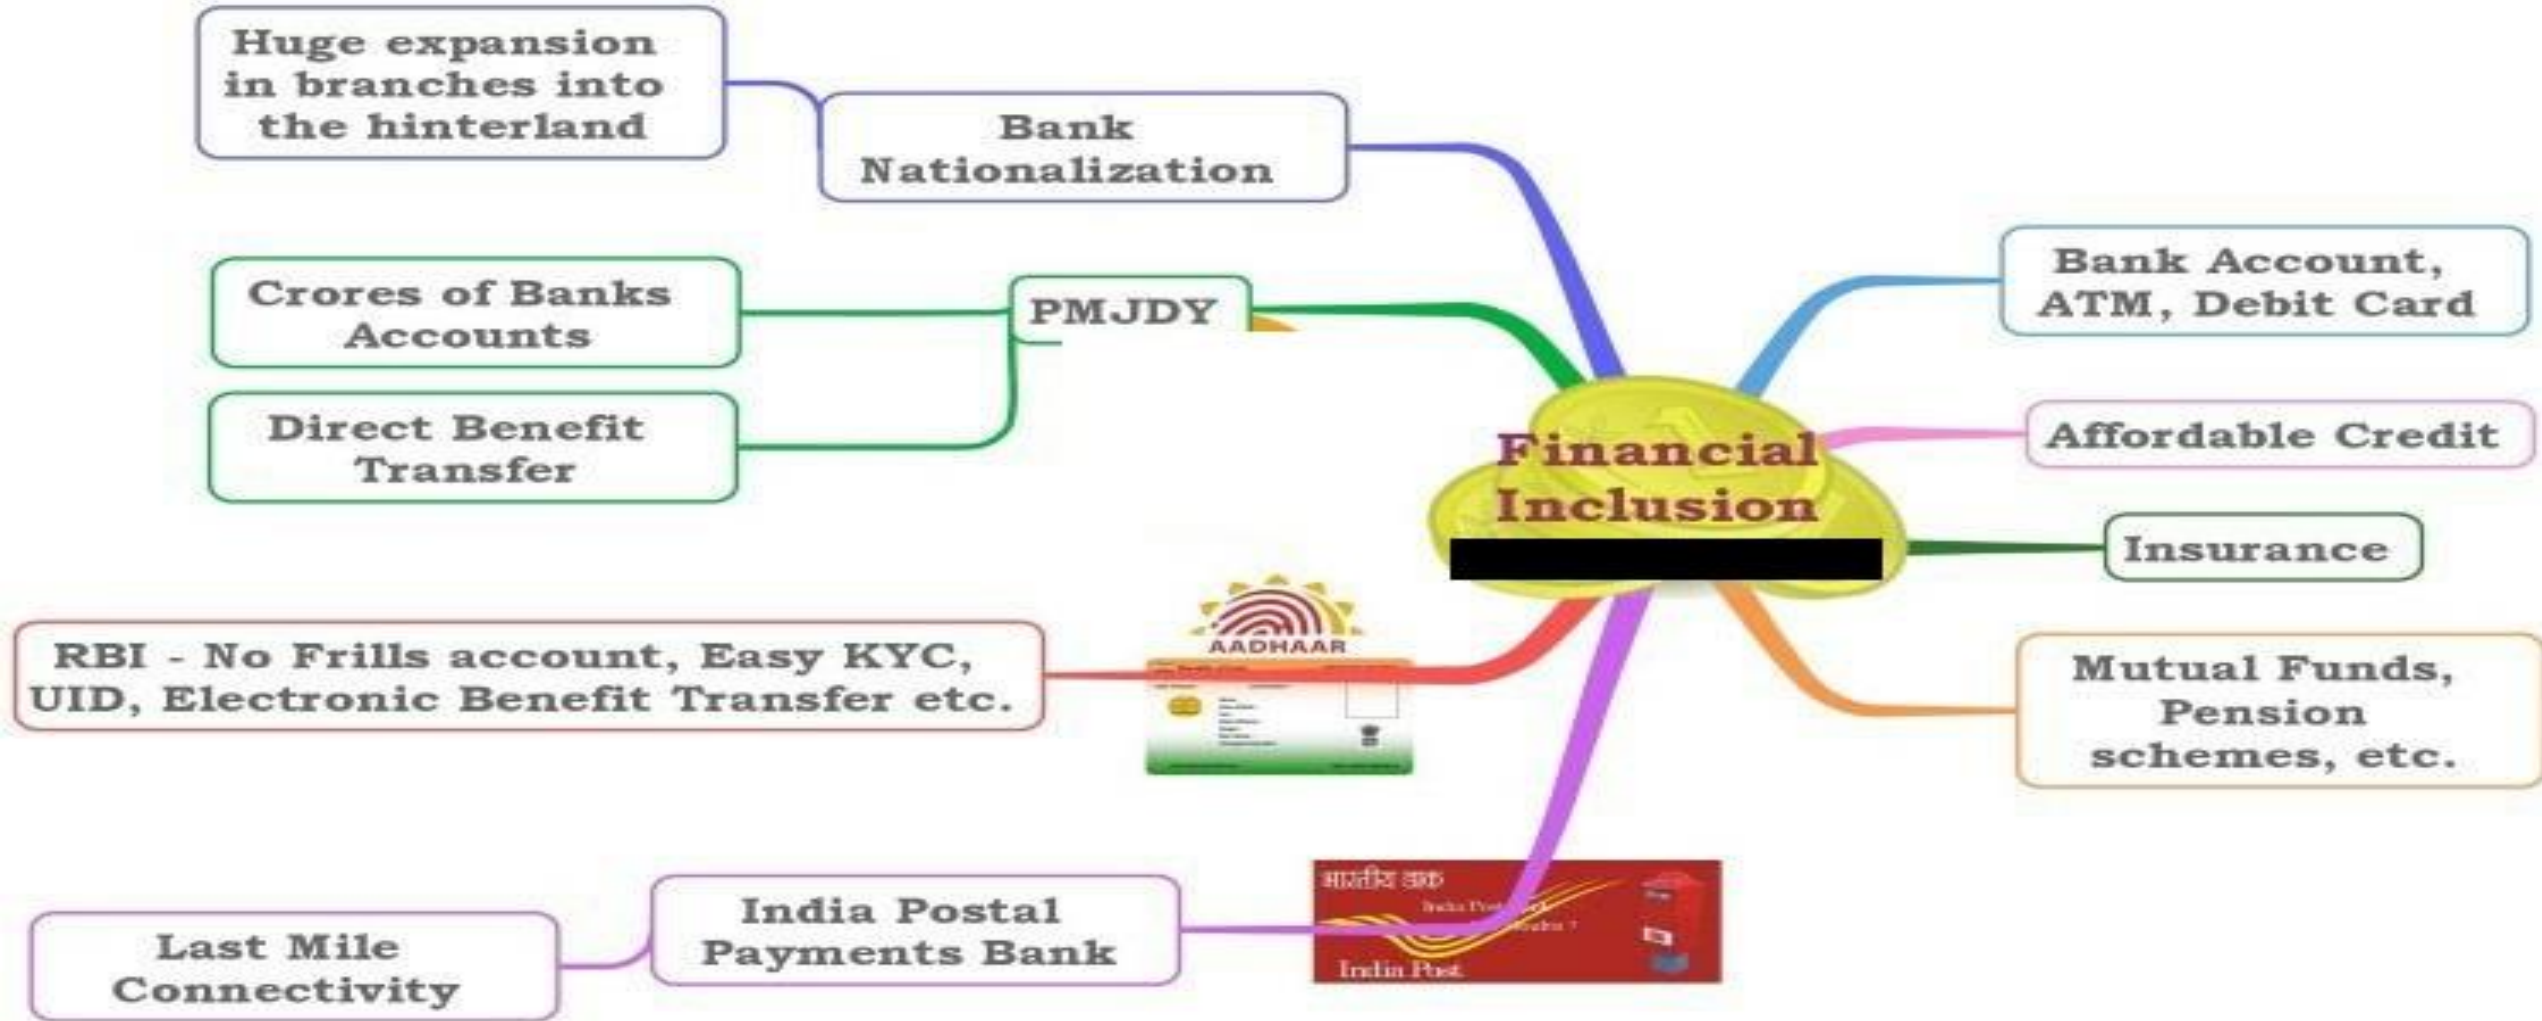 Huge expansion
in branches into
the hinterland
Bank
Nationalization
Crores of Banks
Accounts
PMJDY
Direct Benefit
Transfer
Financial
Inclusion
Bank Account,
ATM, Debit Card
Affordable Credit
Insurance
Mutual Funds,
Pension
schemes, etc.
AADHAAR
RBI - No Frills account, Easy KYC,
UID, Electronic Benefit Transfer etc.
भारतीय डाक
India Post
India Postal
Payments Bank
Last Mile
Connectivity